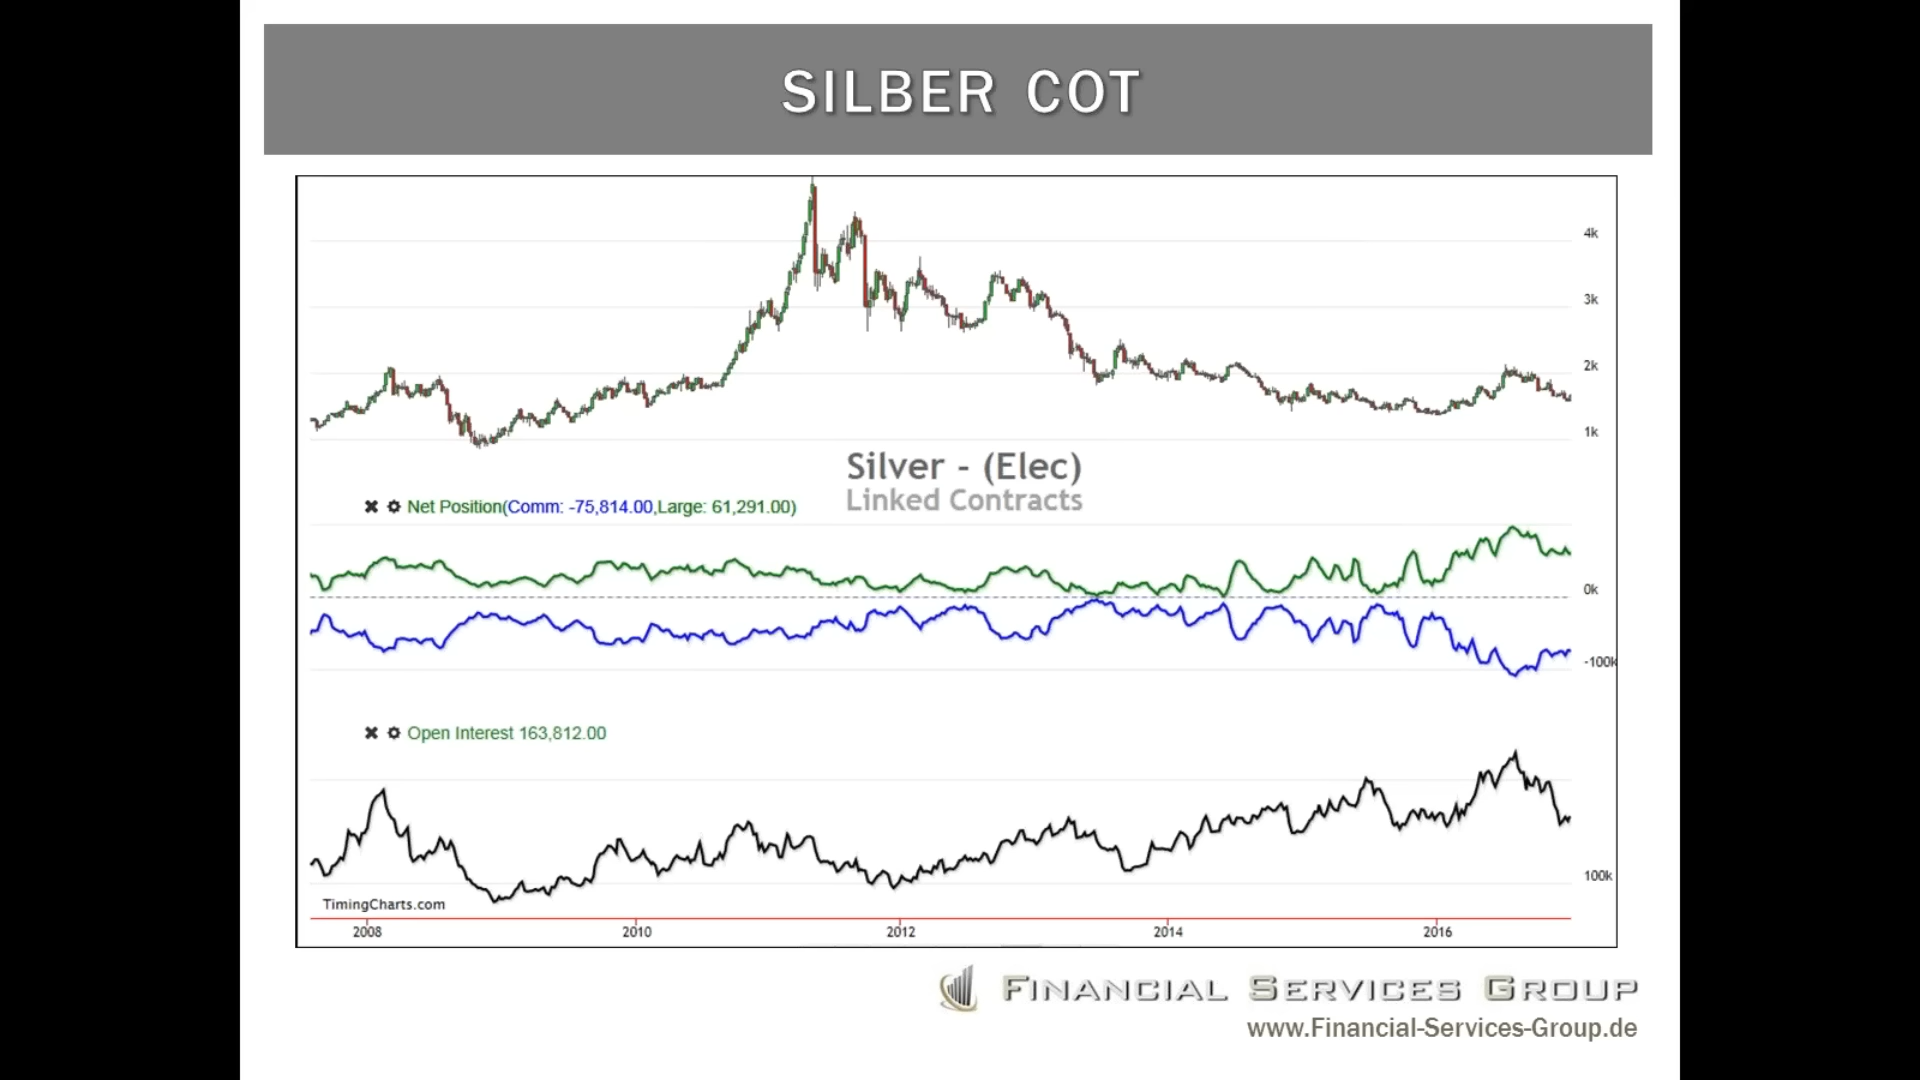 SILBER COT
4k
3k
2k
1k
Silver - (Elec)
Linked Contracts
Net Position(Comm: -75,814.00,Large: 61,291.00)
0k
-100k
Open Interest 163,812.00
100k
TimingCharts.com
2008 2010 2012 2014 2016
Financial Services Group
www.Financial-Services-Group.de